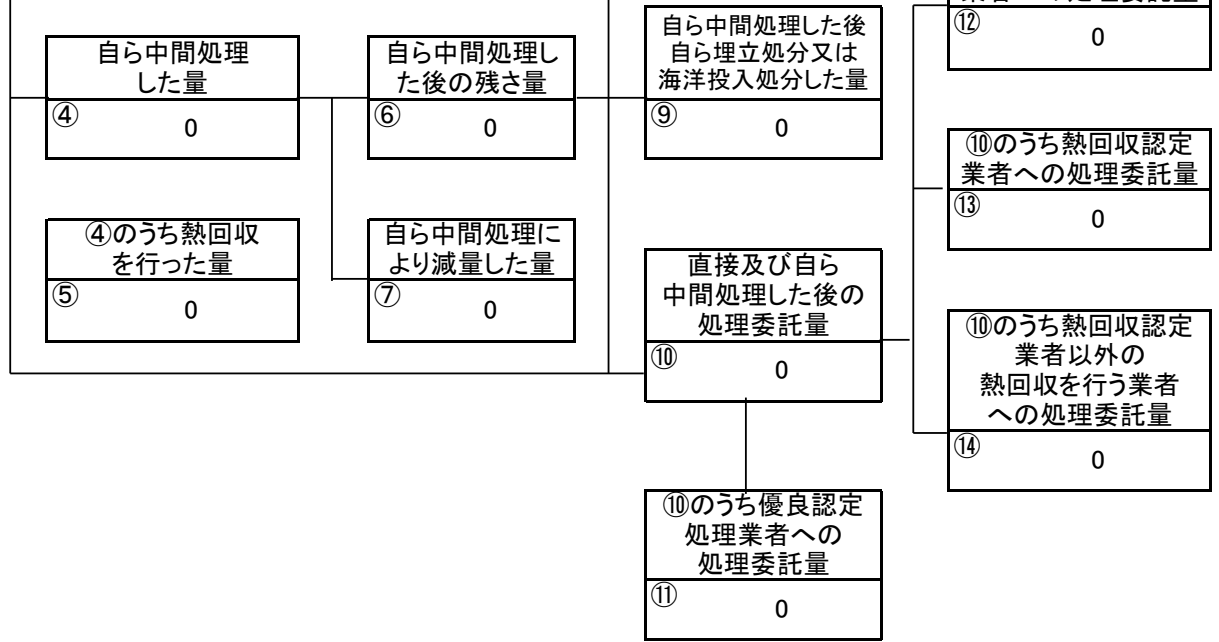 ⑫
0
自ら中間処理
した量
④
0
自ら中間処理し
た後の残さ量
⑥
0
自ら中間処理した後
自ら埋立処分又は
海洋投入処分した量
⑨
0
⑩のうち熱回収認定
業者への処理委託量
⑬
0
④のうち熱回収
を行った量
⑤
0
自ら中間処理に
より減量した量
⑦
0
直接及び自ら
中間処理した後の
処理委託量
⑩
0
⑩のうち熱回収認定
業者以外の
熱回収を行う業者
への処理委託量
⑭
0
⑩のうち優良認定
処理業者への
処理委託量
⑪
0